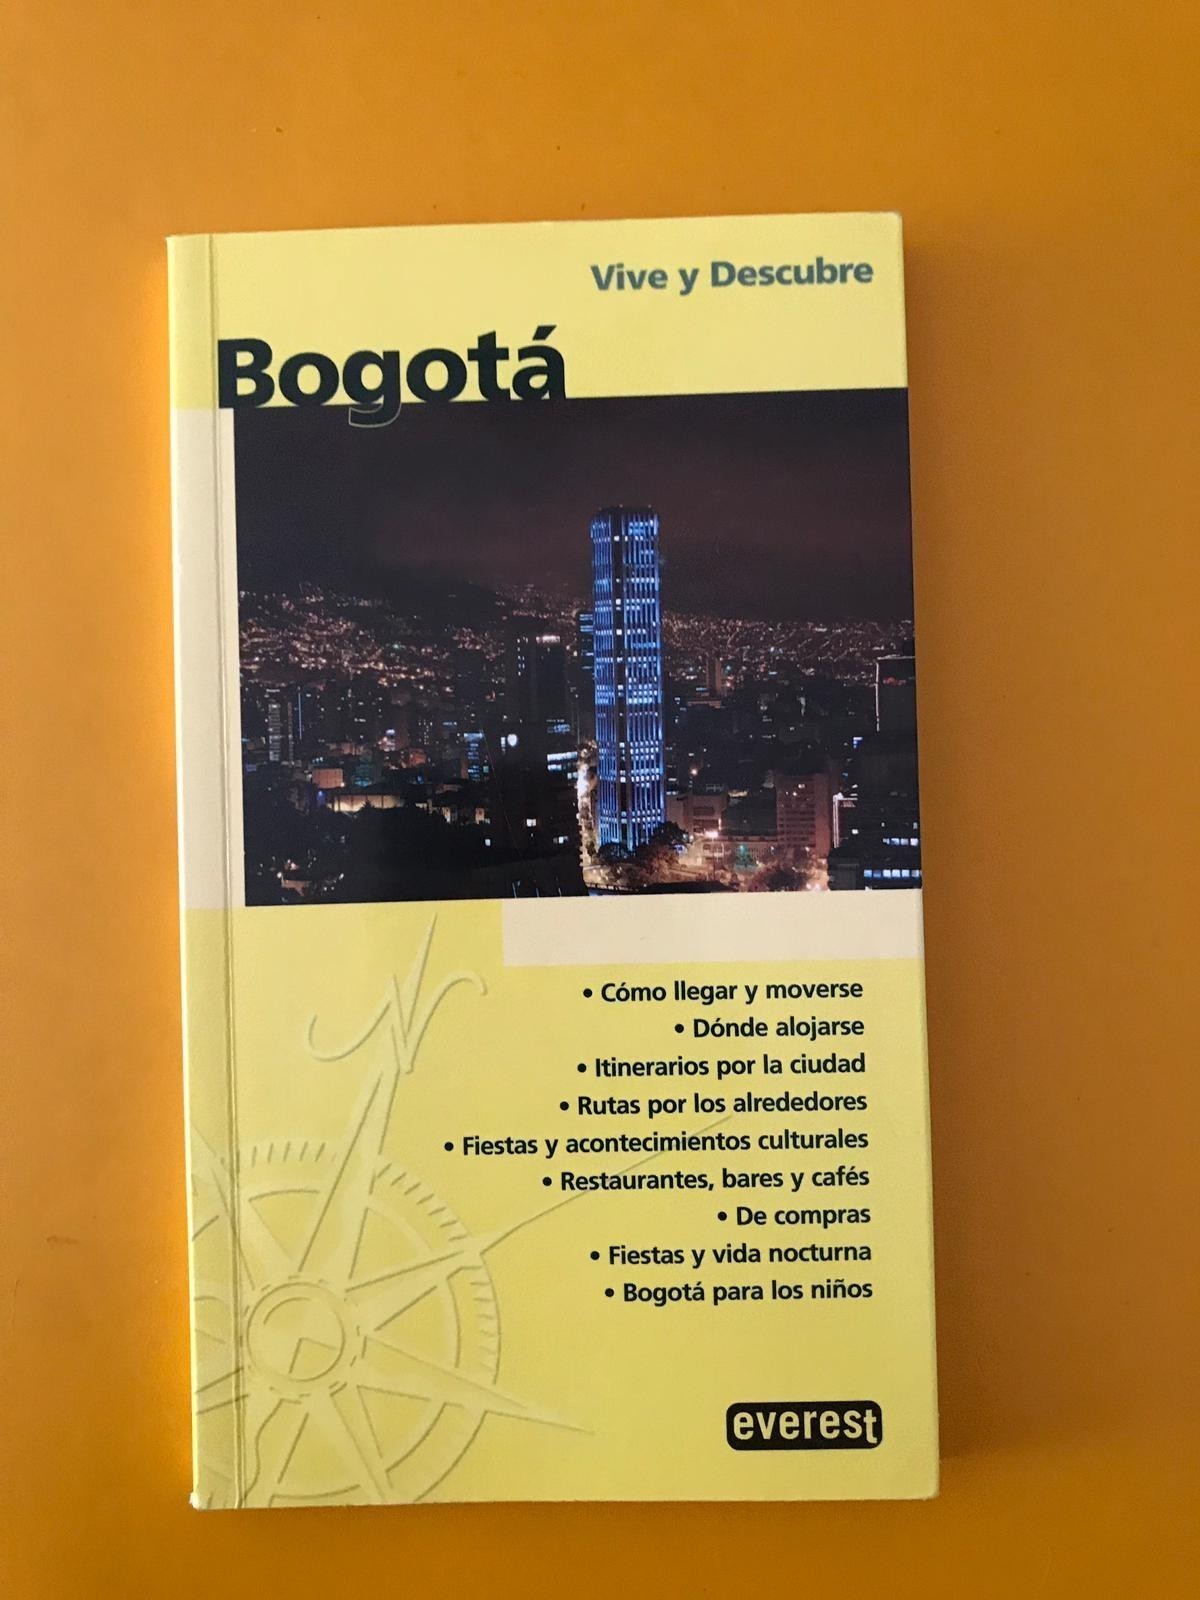 Vive y Descubre
Bogotá
• Cómo llegar y moverse
• Dónde alojarse
• Itinerarios por la ciudad
• Rutas por los alrededores
• Fiestas y acontecimientos culturales
• Restaurantes, bares y cafés
• De compras
• Fiestas y vida nocturna
• Bogotá para los niños
everest